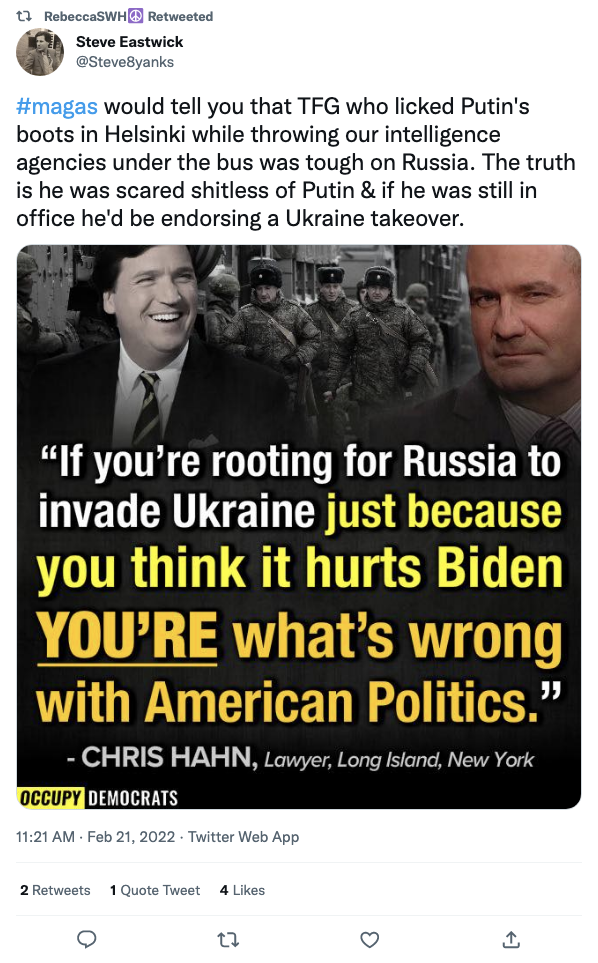 RebeccaSWH☮ Retweeted
Steve Eastwick
@Steve8yanks
#magas would tell you that TFG who licked Putin's
boots in Helsinki while throwing our intelligence
agencies under the bus was tough on Russia. The truth
is he was scared shitless of Putin & if he was still in
office he'd be endorsing a Ukraine takeover.
“If you’re rooting for Russia to
invade Ukraine just because
you think it hurts Biden
YOU’RE what’s wrong
with American Politics.”
- CHRIS HAHN, Lawyer, Long Island, New York
OCCUPY DEMOCRATS
11:21 AM · Feb 21, 2022 · Twitter Web App
2 Retweets 1 Quote Tweet 4 Likes